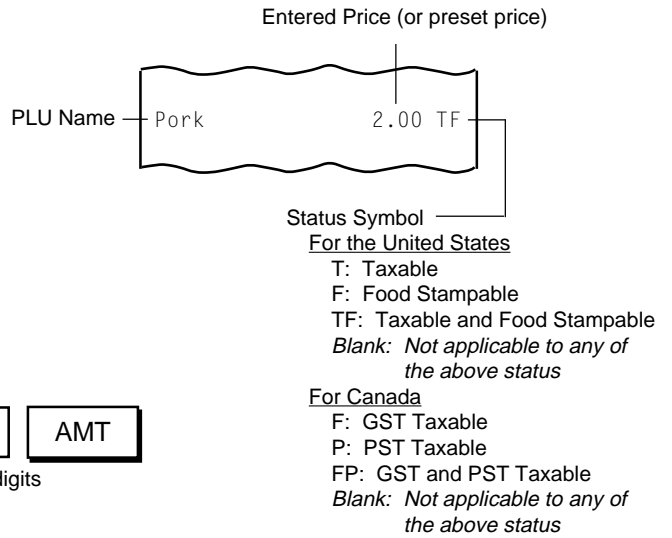 Entered Price (or preset price)
PLU Name
Pork 2.00 TF
Status Symbol
For the United States
T: Taxable
F: Food Stampable
TF: Taxable and Food Stampable
Blank: Not applicable to any of
the above status
For Canada
F: GST Taxable
P: PST Taxable
FP: GST and PST Taxable
Blank: Not applicable to any of
the above status
AMT
digits